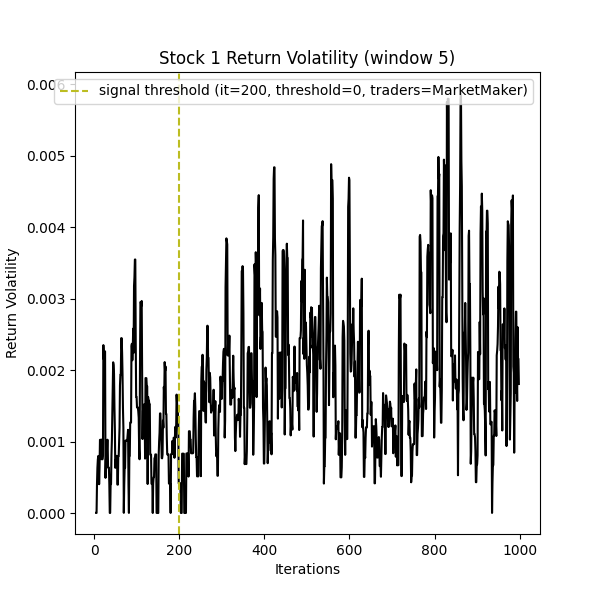 Stock 1 Return Volatility (window 5)
signal threshold (it=200, threshold=0, traders=MarketMaker)
0.006
0.005
0.004
0.003
0.002
0.001
0.000
Return Volatility
0 200 400 600 800 1000
Iterations